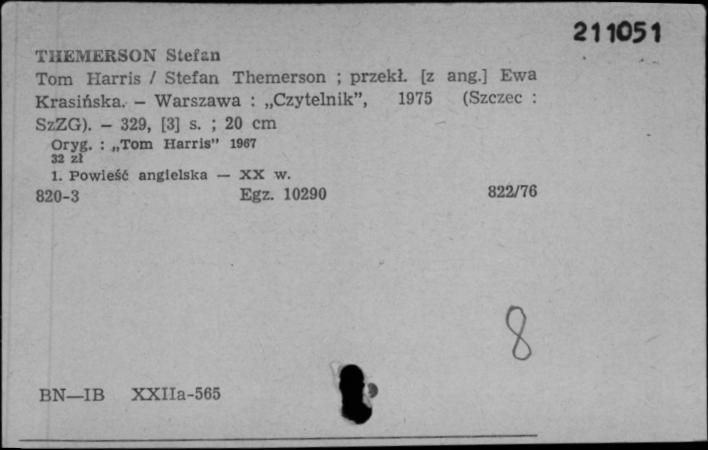 211051
THEMERSON Stefan
Tom Harris / Stefan Themerson ; przekł. [z ang.] Ewa
Krasińska. — Warszawa : „Czytelnik”, 1975 (Szczec :
SzZG). — 329, [3] s. ; 20 cm
Oryg. : „Tom Harris” 1967
32 zł
1. Powieść angielska — XX w.
820-3 Egz. 10290 822/76
8
BN—IB XXIIa-565